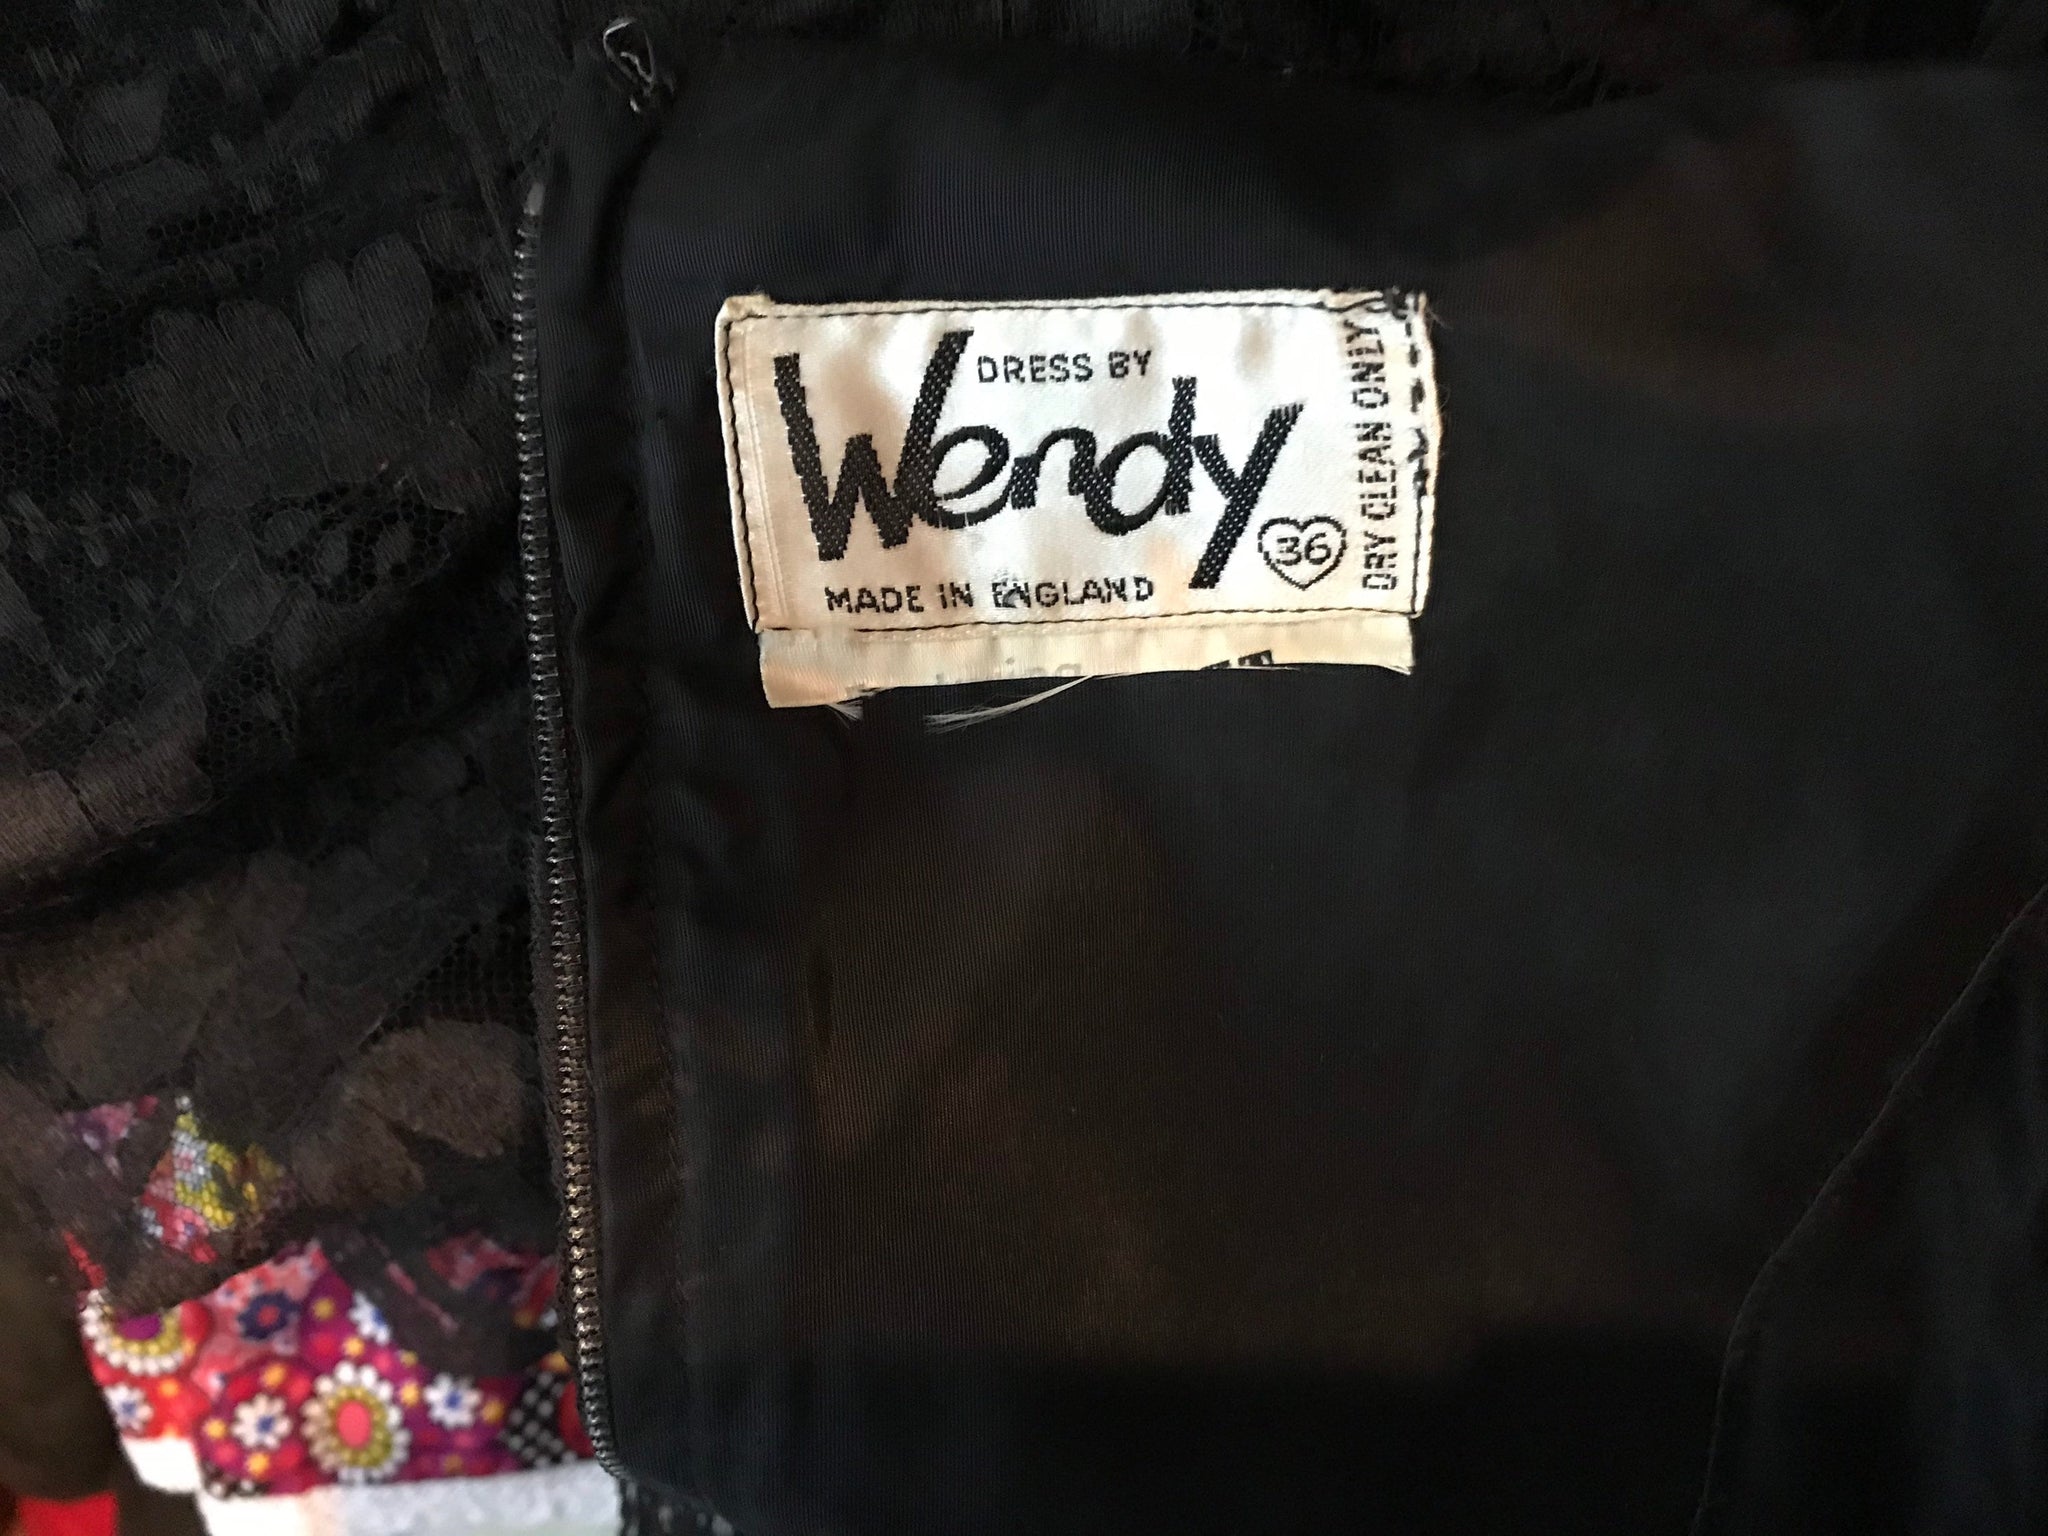 DRESS BY
Wendy
36
MADE IN ENGLAND
DRY CLEAN ONLY